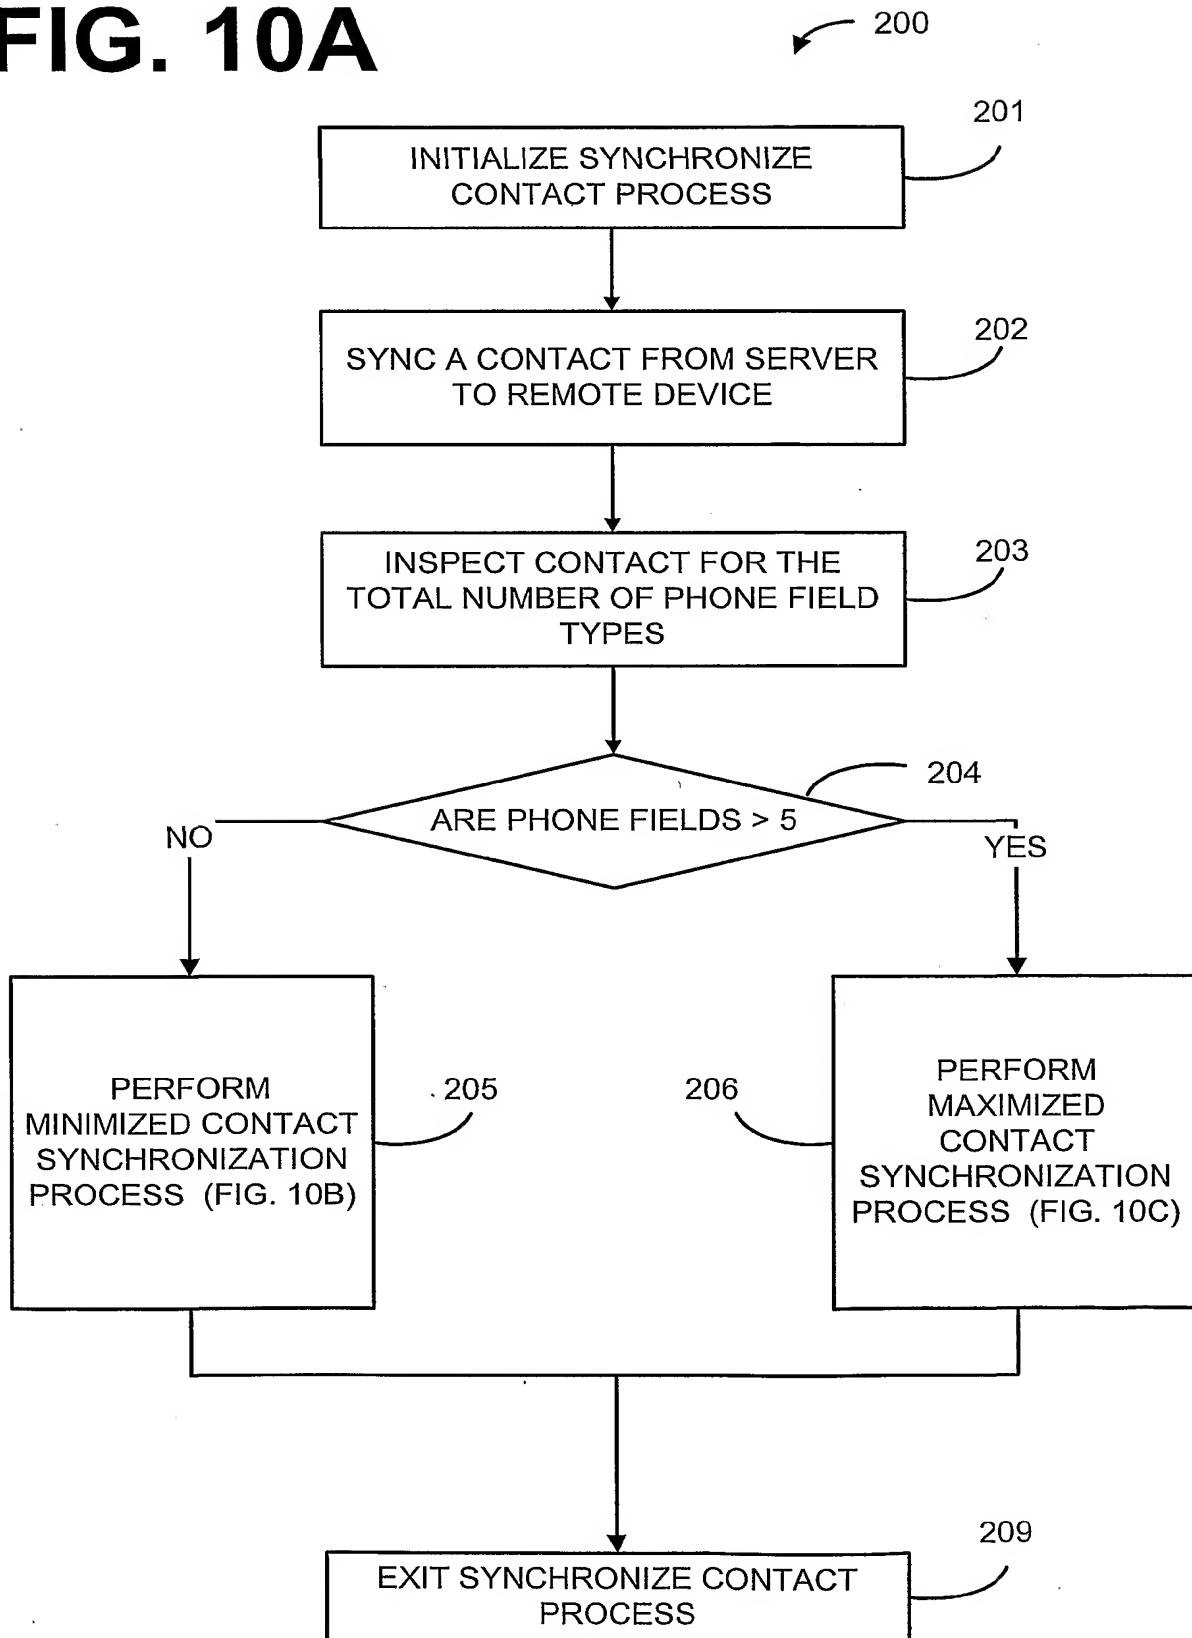 FIG. 10A
200
201
INITIALIZE SYNCHRONIZE
CONTACT PROCESS
202
SYNC A CONTACT FROM SERVER
TO REMOTE DEVICE
203
INSPECT CONTACT FOR THE
TOTAL NUMBER OF PHONE FIELD
TYPES
204
ARE PHONE FIELDS > 5
NO
YES
PERFORM
MINIMIZED CONTACT
SYNCHRONIZATION
PROCESS (FIG. 10B)
205
206
PERFORM
MAXIMIZED
CONTACT
SYNCHRONIZATION
PROCESS (FIG. 10C)
209
EXIT SYNCHRONIZE CONTACT
PROCESS